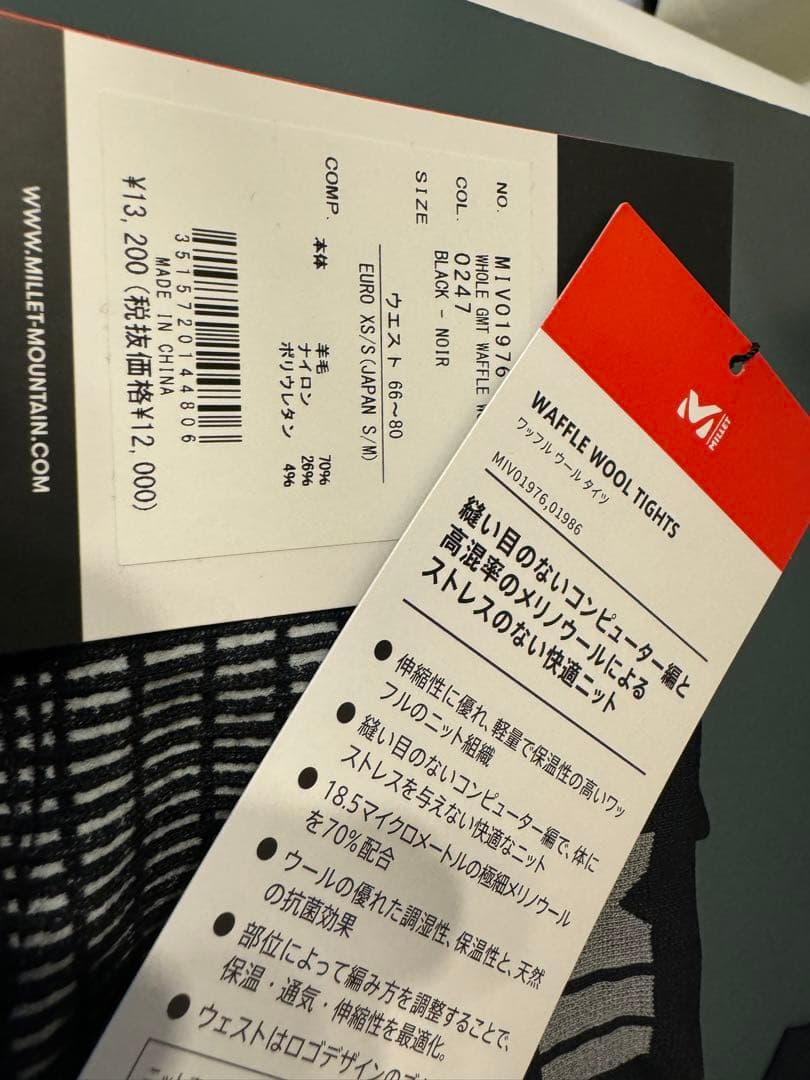 NO. MIV01976
WHOLE GMT WAFFLE
COL. 0247
BLACK - NOIR
SIZE
ウエスト 66～80
EURO XS/S(JAPAN S/M)
COMP. 本体
羊毛 70%
ナイロン 26%
ポリウレタン 4%
3515720144806
MADE IN CHINA
¥13,200(税抜価格¥12,000)
WWW.MILLET-MOUNTAIN.COM
MILLET
WAFFLE WOOL TIGHTS
ワッフル ウール タイツ
MIV01976,01986
縫い目のないコンピューター編と
高混率のメリノウールによる
ストレスのない快適ニット
● 伸縮性に優れ、軽量で保温性の高いワッ
フルのニット組織
● 縫い目のないコンピューター編で、体に
ストレスを与えない快適なニット
● 18.5マイクロメートルの極細メリノウール
を70%配合
● ウールの優れた調湿性、保温性と、天然
の抗菌効果
● 部位によって編み方を調整することで、
保温・通気・伸縮性を最適化。
● ウェストはロゴデザインの